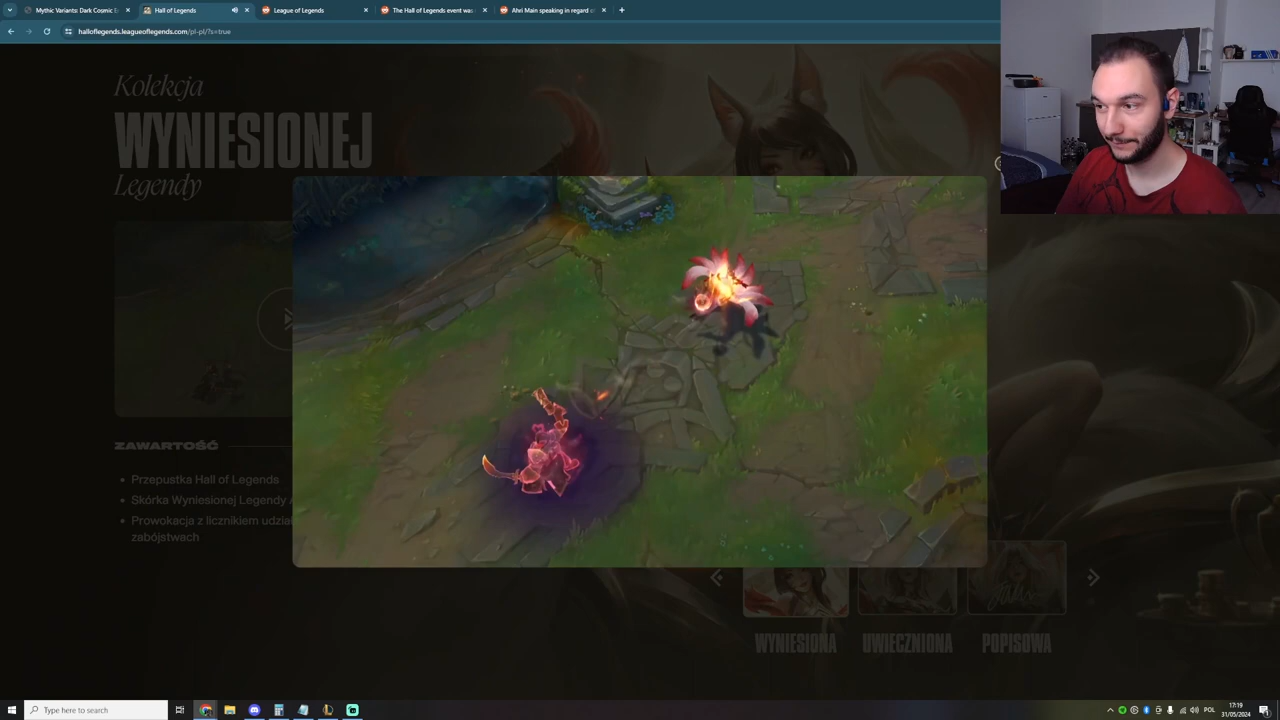 Mythic Variants: Dark Cosmic E
Hall of Legends
League of Legends
The Hall of Legends event was
Ahri Main speaking in regard o
halloflegends.leagueoflegends.com/pl-pl/?s=true
Kolekcja
WYNIESIONEJ
Legendy
ZAWARTOŚĆ
Przepustka Hall of Legends
Skórka Wyniesionej Legendy A
Prowokacja z licznikiem udział
zabójstwach
WYNIESIONA
UWIECZNIONA
POPISOWA
Type here to search
POL
17:19
31/05/2024